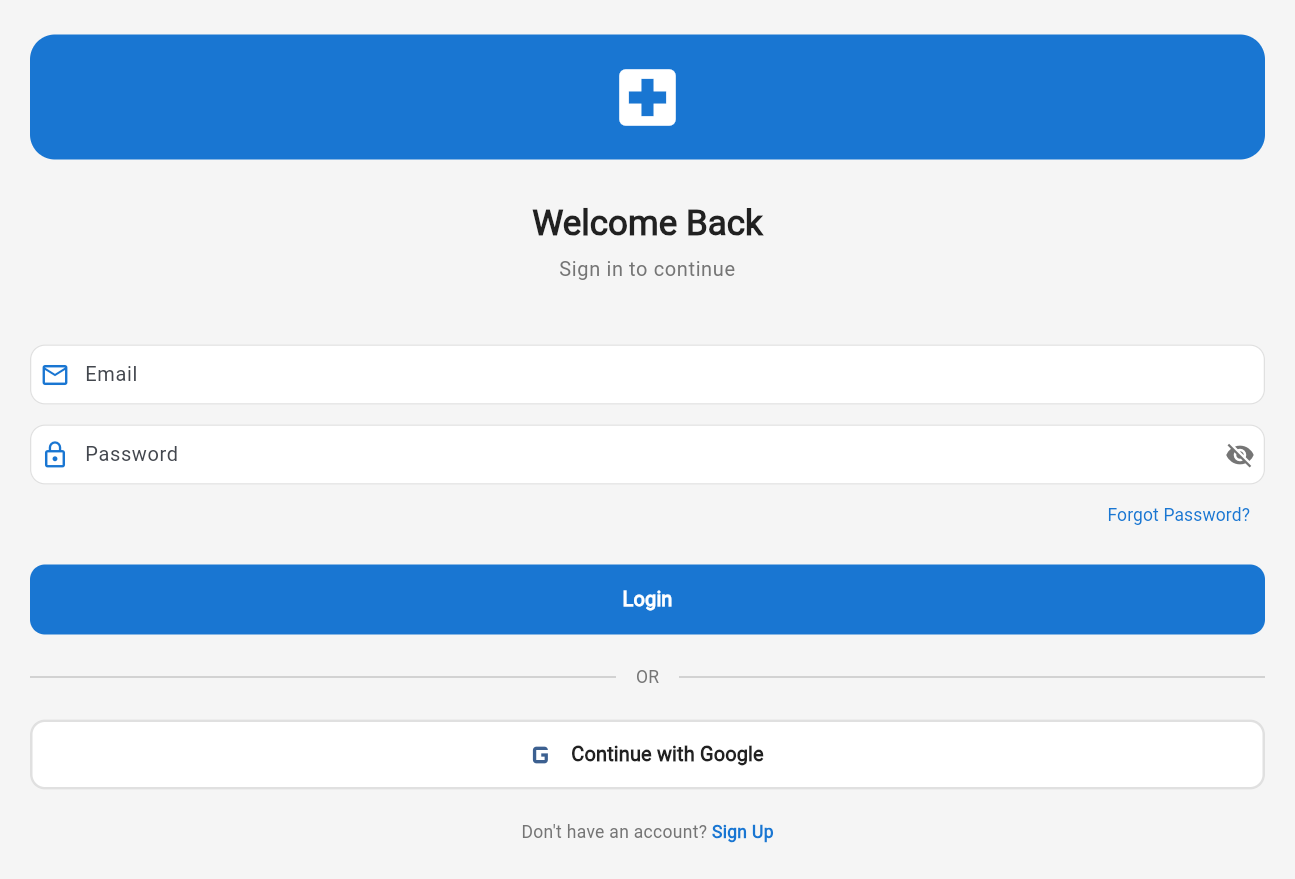 Welcome Back
Sign in to continue
Email
Password
Forgot Password?
Login
OR
G Continue with Google
Don't have an account? Sign Up